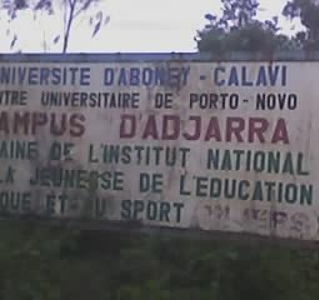 NIVERSITE D'ABOMEY - CALAVI
NTRE UNIVERSITAIRE DE PORTO - NOVO
AMPUS D'ADJARRA
AINE DE L'INSTITUT NATIONAL
LA JEUNESSE DE L'EDUCATION
QUE ET DU SPORT